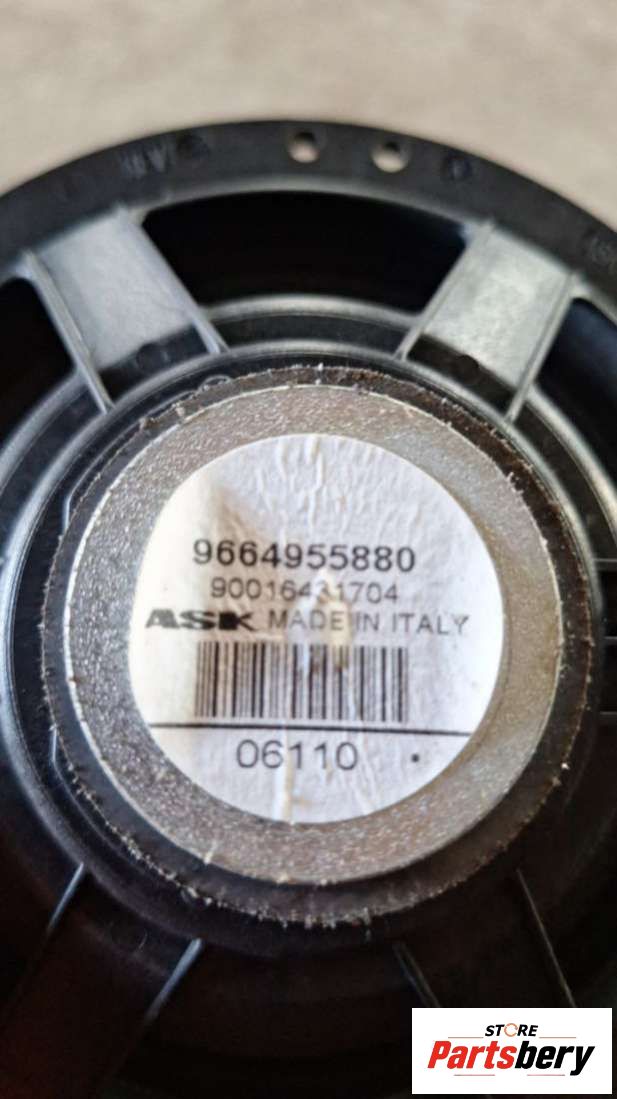 9664955880
90016431704
ASK MADE IN ITALY
06110
STORE
Partsbery